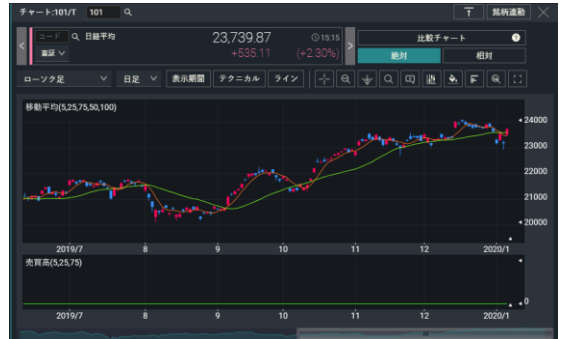 チャート:101/T 101 銘柄連動
コード 日経平均 23,739.87 15:15 比較チャート
東証 +535.11 (+2.30%) 絶対 相対
ローソク足 日足 表示期間 テクニカル ライン
移動平均(5,25,75,50,100)
24000
23000
22000
21000
20000
2019/7 8 9 10 11 12 2020/1
売買高(5,25,75)
0
2019/7 8 9 10 11 12 2020/1